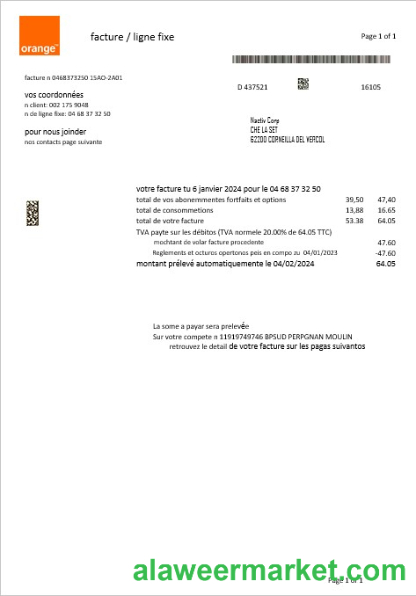 orange™
facture / ligne fixe
Page 1 of 1
facture n 0468373250 15AO-2A01
D 437521
16105
vos coordonnées
n client: 002 175 9048
n de ligne fixe: 04 68 37 32 50
pour nous joinder
nos contacts page suivante
Nactiv Corp
CHE LA SET
62200 CORNEILLA DEL VERCOL
votre facture tu 6 janvier 2024 pour le 04 68 37 32 50
total de vos abonermmentes fortfaits et options 39,50 47,40
total de consommetions 13,88 16.65
total de votre facture 53.38 64.05
TVA payte sur les débitos (TVA normele 20.00% de 64.05 TTC)
mochtant de volar facture procedente 47.60
Reglements et octuros opertonos peis en compo zu 04/01/2023 -47.60
montant prélevé automatiquemente le 04/02/2024 64.05
La some a payar sera prelevée
Sur votre compete n 11919749746 BPSUD PERPGNAN MOULIN
retrouvez le detail de votre facture sur les pagas suivantos
alaweermarket.com
Page 1 of 1